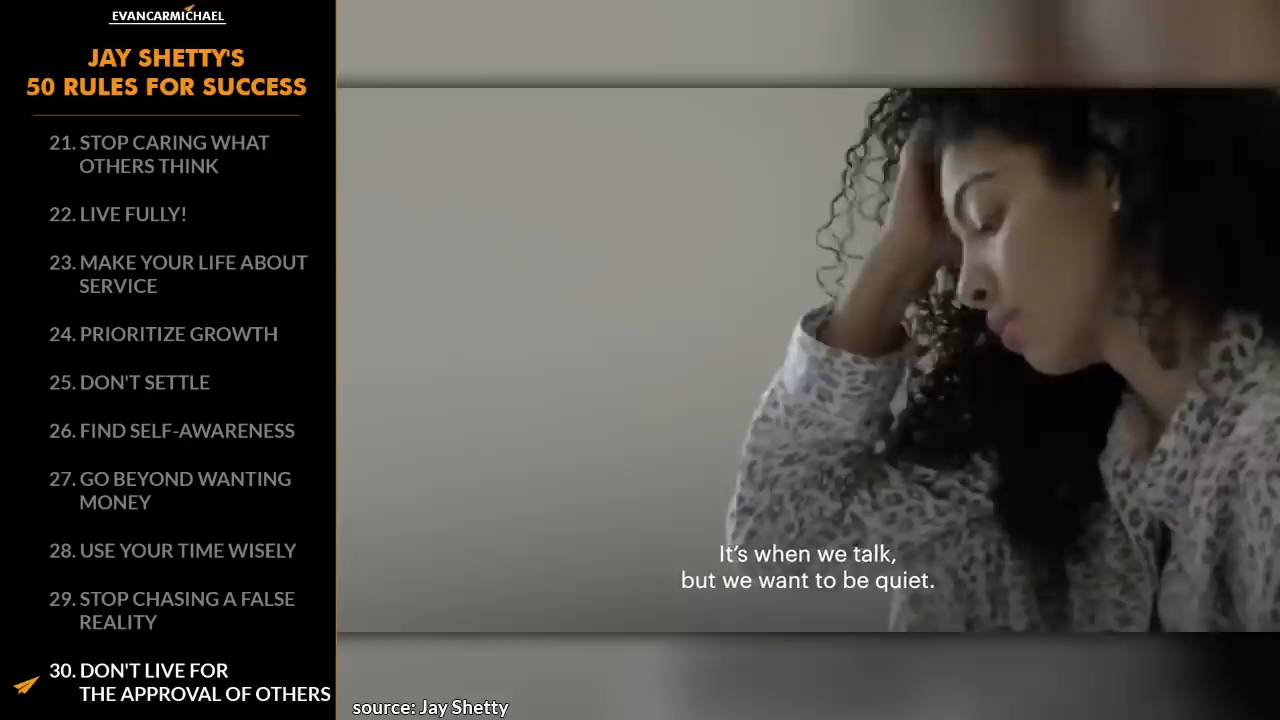 EVANCARMICHAEL
JAY SHETTY'S
50 RULES FOR SUCCESS
21. STOP CARING WHAT
OTHERS THINK
22. LIVE FULLY!
23. MAKE YOUR LIFE ABOUT
SERVICE
24. PRIORITIZE GROWTH
25. DON'T SETTLE
26. FIND SELF-AWARENESS
27. GO BEYOND WANTING
MONEY
28. USE YOUR TIME WISELY
29. STOP CHASING A FALSE
REALITY
30. DON'T LIVE FOR
THE APPROVAL OF OTHERS
It's when we talk,
but we want to be quiet.
source: Jay Shetty